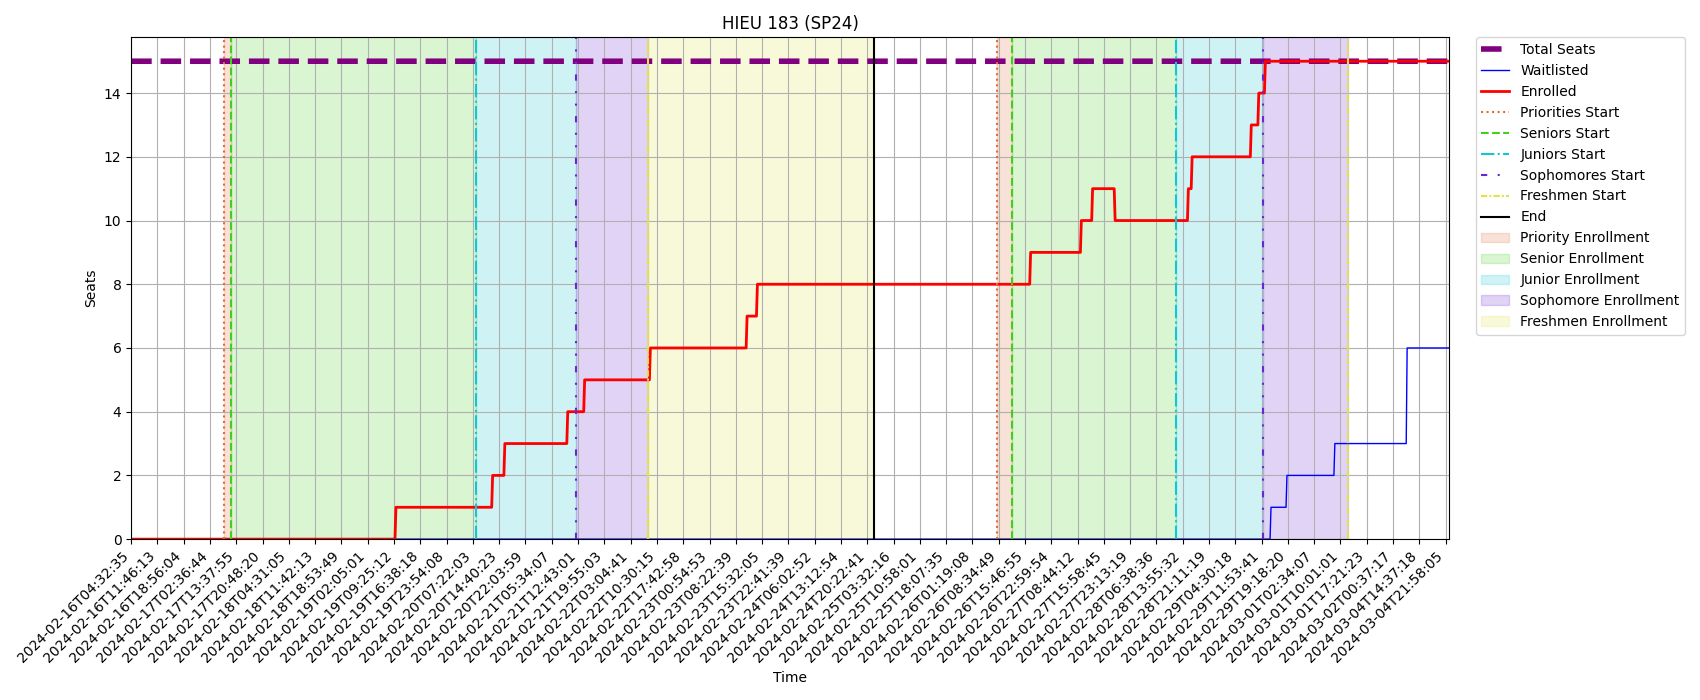 HIEU 183 (SP24)
Seats
14
12
10
8
6
4
2
0
2024-02-16T04:32:35
2024-02-16T11:46:13
2024-02-16T18:56:04
2024-02-17T02:36:44
2024-02-17T13:37:55
2024-02-17T20:48:20
2024-02-18T04:31:05
2024-02-18T11:42:13
2024-02-18T18:53:49
2024-02-19T02:05:01
2024-02-19T09:25:12
2024-02-19T16:38:18
2024-02-19T23:54:08
2024-02-20T07:22:03
2024-02-20T14:40:23
2024-02-20T22:03:59
2024-02-21T05:34:07
2024-02-21T12:43:01
2024-02-21T19:55:03
2024-02-22T03:04:41
2024-02-22T10:30:15
2024-02-22T17:42:58
2024-02-23T00:54:53
2024-02-23T08:22:39
2024-02-23T15:32:05
2024-02-23T22:41:39
2024-02-24T06:02:52
2024-02-24T13:12:54
2024-02-24T20:22:41
2024-02-25T03:32:16
2024-02-25T10:58:01
2024-02-25T18:07:35
2024-02-26T01:19:08
2024-02-26T08:34:49
2024-02-26T15:46:55
2024-02-26T22:59:54
2024-02-27T08:44:12
2024-02-27T15:58:45
2024-02-27T23:13:19
2024-02-28T06:38:36
2024-02-28T13:55:32
2024-02-28T21:11:19
2024-02-29T04:30:18
2024-02-29T11:53:41
2024-02-29T19:18:20
2024-03-01T02:34:07
2024-03-01T10:01:01
2024-03-01T17:21:23
2024-03-02T00:37:17
2024-03-04T14:37:18
2024-03-04T21:58:05
Time
Total Seats
Waitlisted
Enrolled
Priorities Start
Seniors Start
Juniors Start
Sophomores Start
Freshmen Start
End
Priority Enrollment
Senior Enrollment
Junior Enrollment
Sophomore Enrollment
Freshmen Enrollment